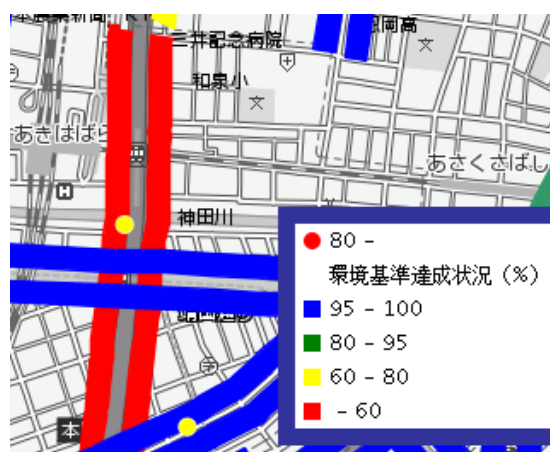 三井記念病院
和泉小
あきはばら
あさくさばし
H
神田川
80 -
環境基準達成状況 (%)
95 - 100
80 - 95
60 - 80
- 60
本